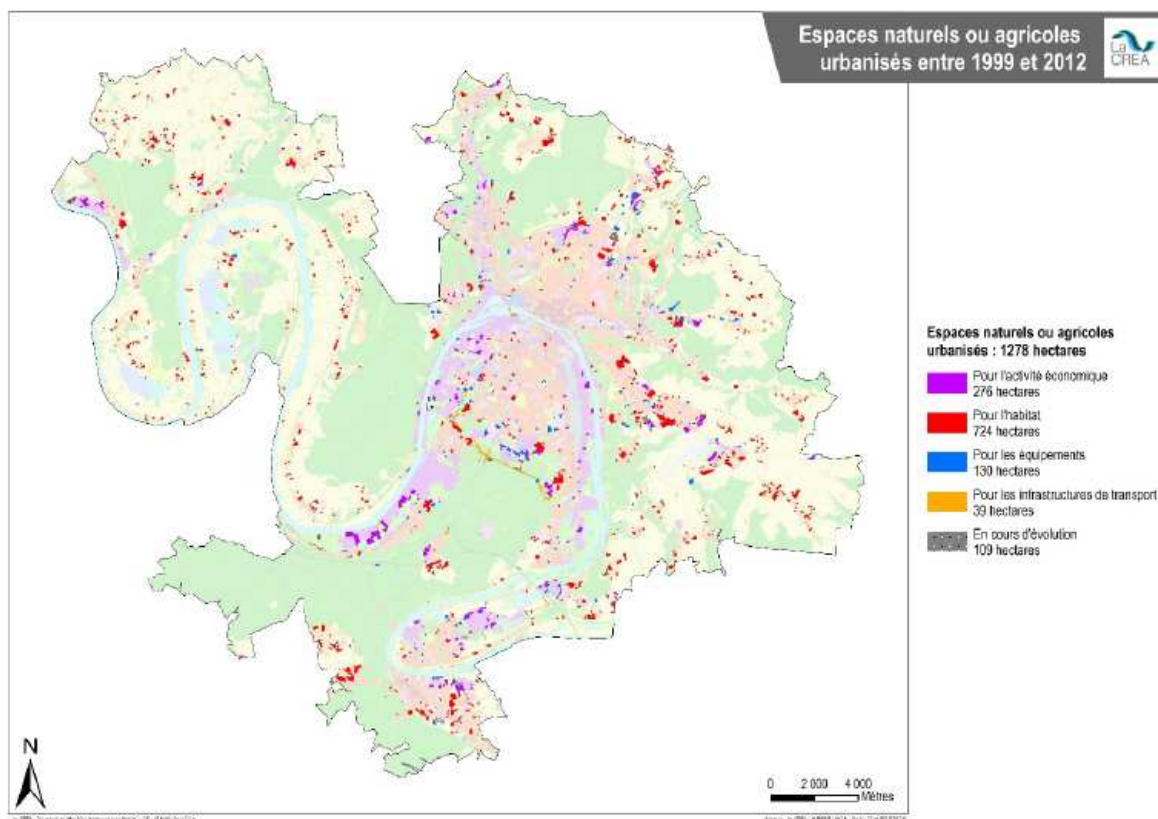 Espaces naturels ou agricoles
urbanisés entre 1999 et 2012
La
CREA
Espaces naturels ou agricoles
urbanisés : 1278 hectares
Pour l'activité économique
276 hectares
Pour l'habitat
724 hectares
Pour les équipements
130 hectares
Pour les infrastructures de transport
39 hectares
En cours d'évolution
109 hectares
N
0 2 000 4 000
Mètres